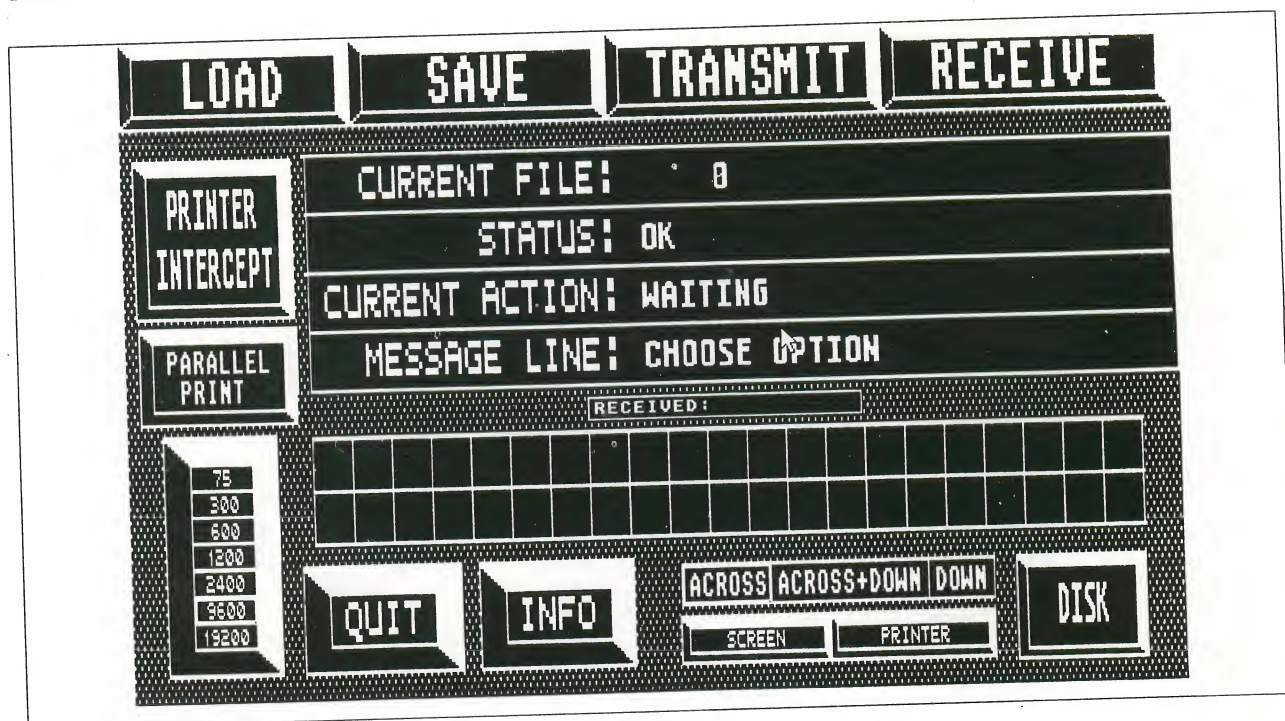 LOAD SAVE TRANSMIT RECEIVE
PRINTER
INTERCEPT
CURRENT FILE: 0
STATUS: OK
CURRENT ACTION: WAITING
MESSAGE LINE: CHOOSE OPTION
PARALLEL
PRINT
RECEIVED:
75
300
600
1200
2400
9600
19200
QUIT
INFO
ACROSS ACROSS+DOWN DOWN
SCREEN PRINTER
DISK